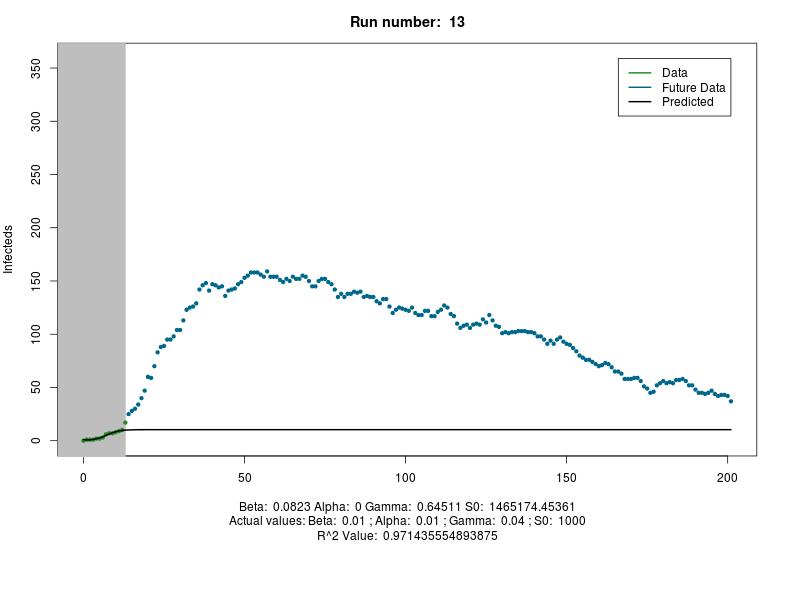 Run number:  13
Data
Future Data
Predicted
350
300
250
200
150
100
50
0
Infecteds
0 50 100 150 200
Beta: 0.0823 Alpha: 0 Gamma: 0.64511 S0: 1465174.45361
Actual values: Beta: 0.01 ; Alpha: 0.01 ; Gamma: 0.04 ; S0: 1000
R^2 Value: 0.971435554893875